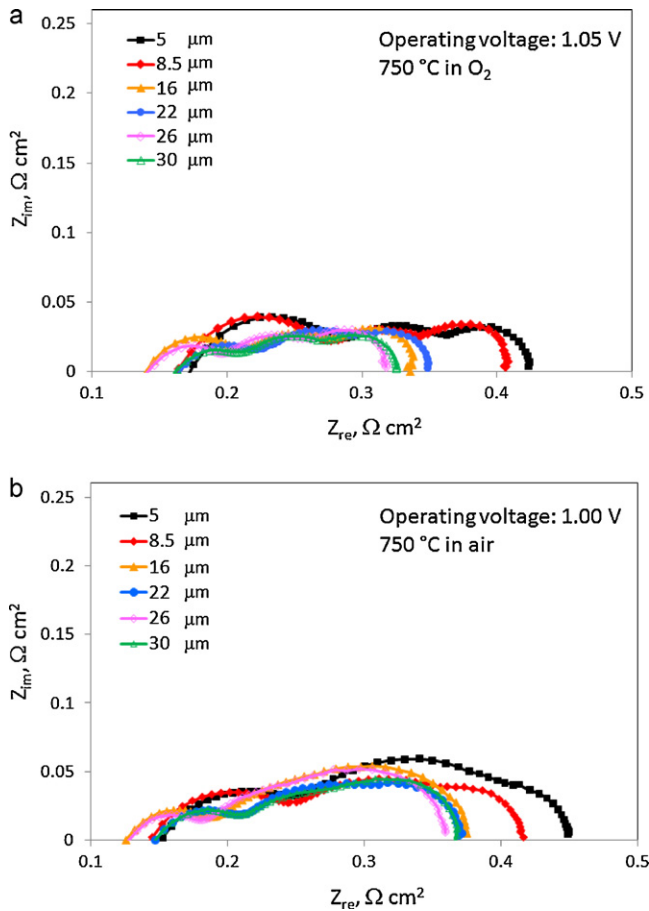 a
0.25
0.2
0.15
0.1
0.05
0
Z_im, Ω cm²
5 μm
8.5 μm
16 μm
22 μm
26 μm
30 μm
Operating voltage: 1.05 V
750 °C in O₂
0.1 0.2 0.3 0.4 0.5
Z_re, Ω cm²
b
0.25
0.2
0.15
0.1
0.05
0
Z_im, Ω cm²
5 μm
8.5 μm
16 μm
22 μm
26 μm
30 μm
Operating voltage: 1.00 V
750 °C in air
0.1 0.2 0.3 0.4 0.5
Z_re, Ω cm²